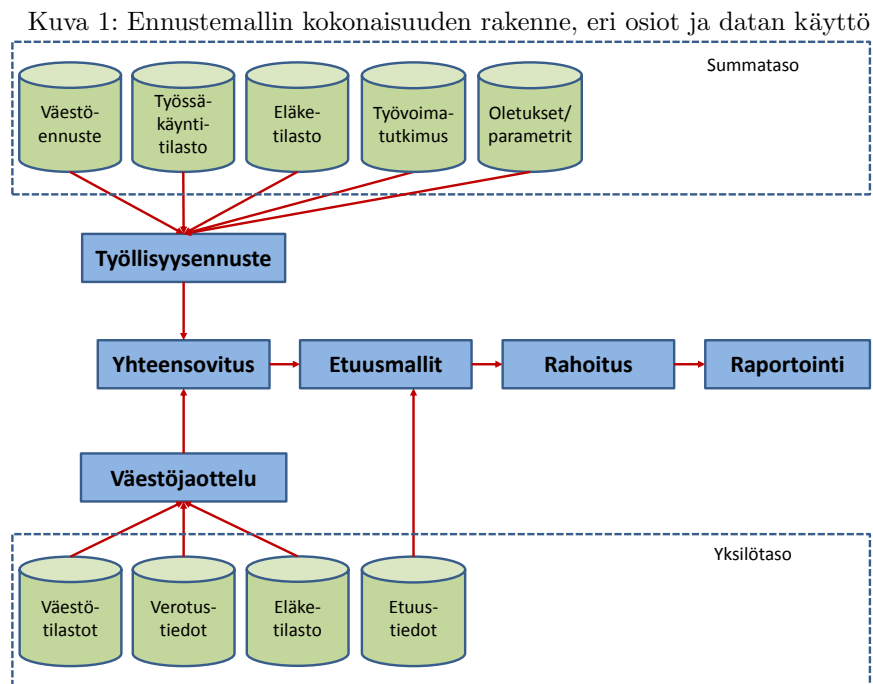 Kuva 1: Ennustemallin kokonaisuuden rakenne, eri osiot ja datan käyttö
Summataso
Väestö-
ennuste
Työssä-
käynti-
tilasto
Eläke-
tilasto
Työvoima-
tutkimus
Oletukset/
parametrit
Työllisyysennuste
Yhteensovitus
Etuusmallit
Rahoitus
Raportointi
Väestöjaottelu
Yksilötaso
Väestö-
tilastot
Verotus-
tiedot
Eläke-
tilasto
Etuus-
tiedot